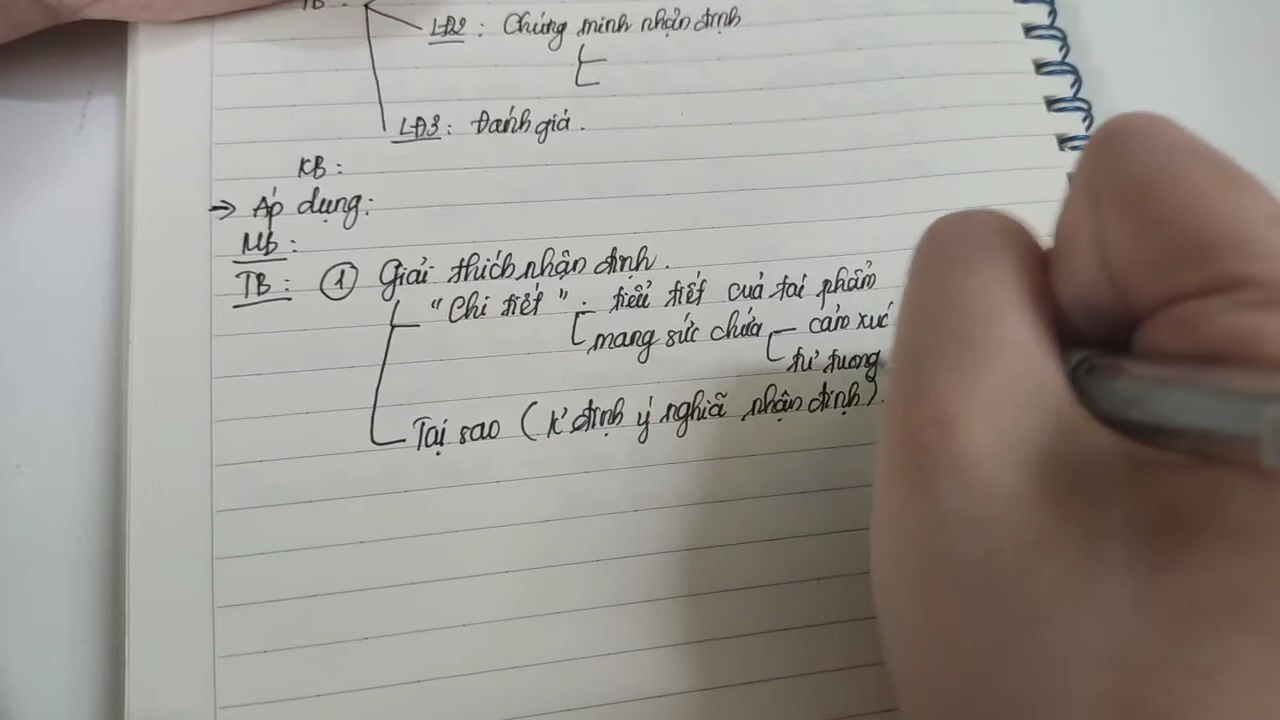 TB:
LĐ2: Chứng minh nhận định
LĐ3: Đánh giá.
KB:
→ Áp dụng:
MB:
TB: ① Giải thích nhận định.
"Chi tiết": tiểu tiết của tác phẩm
mang sức chứa cảm xúc
tư tưởng
Tại sao (k' định ý nghĩa nhận định).